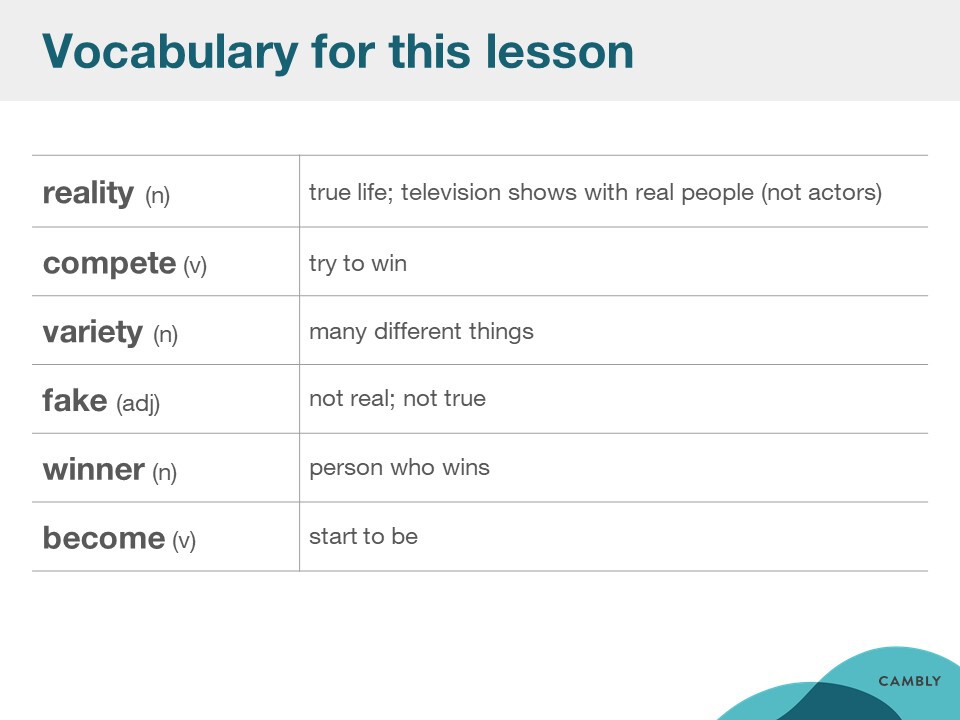 Vocabulary for this lesson
reality (n) true life; television shows with real people (not actors)
compete (v) try to win
variety (n) many different things
fake (adj) not real; not true
winner (n) person who wins
become (v) start to be
CAMBLY